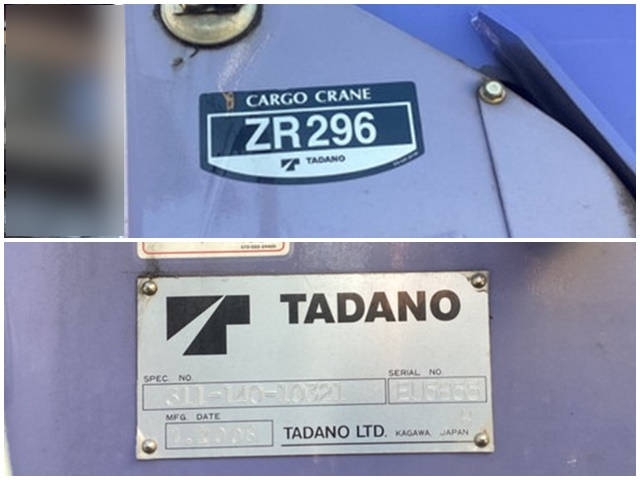 CARGO CRANE
ZR296
TADANO
TADANO
SPEC. NO. SERIAL NO.
MFG. DATE
TADANO LTD. KAGAWA, JAPAN